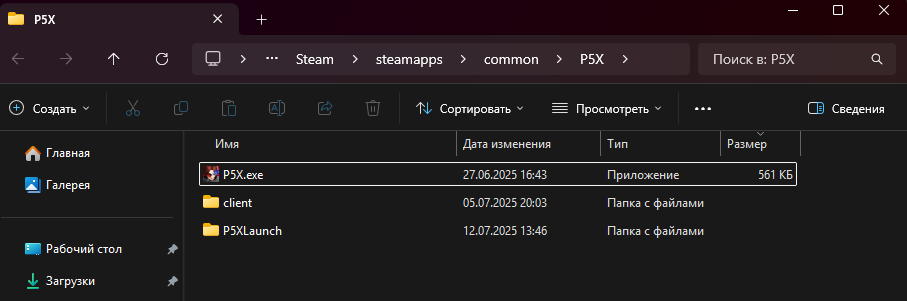 P5X
Steam steamapps common P5X
Поиск в: P5X
Создать Сортировать Просмотреть Сведения
Имя Дата изменения Тип Размер
Главная
P5X.exe 27.06.2025 16:43 Приложение 561 КБ
Галерея
client 05.07.2025 20:03 Папка с файлами
P5XLaunch 12.07.2025 13:46 Папка с файлами
Рабочий стол
Загрузки